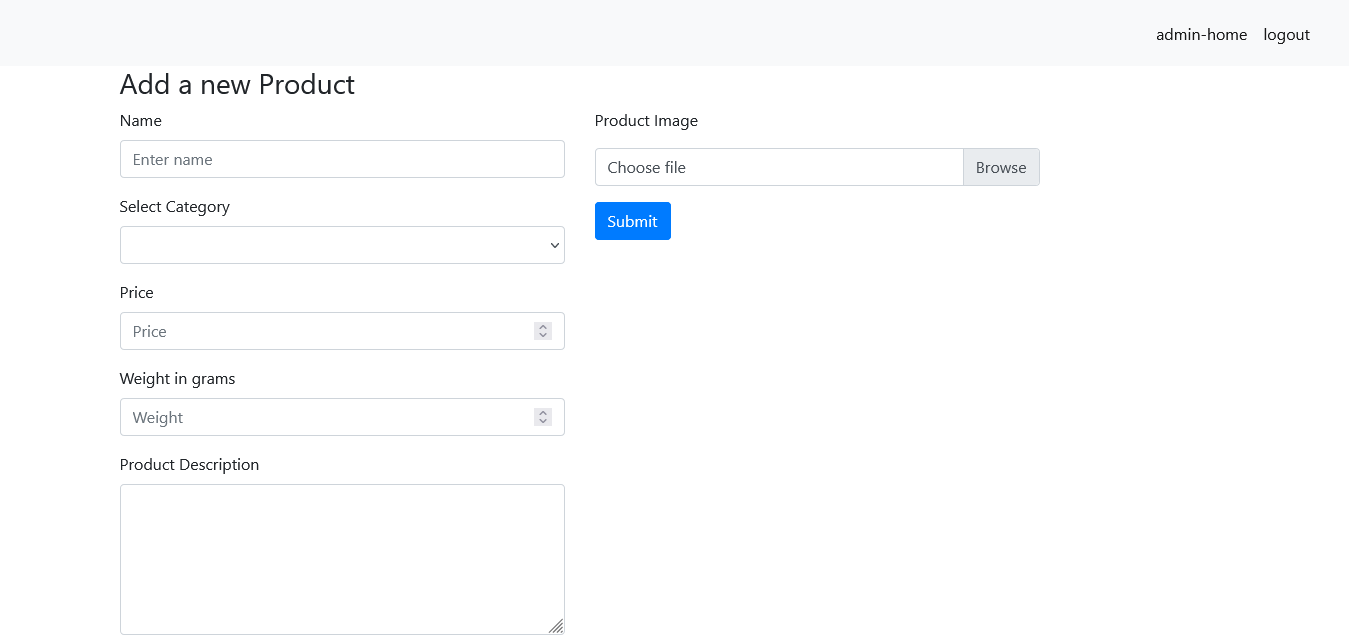 admin-home logout
Add a new Product
Name
Enter name
Select Category
Price
Price
Weight in grams
Weight
Product Description
Product Image
Choose file Browse
Submit